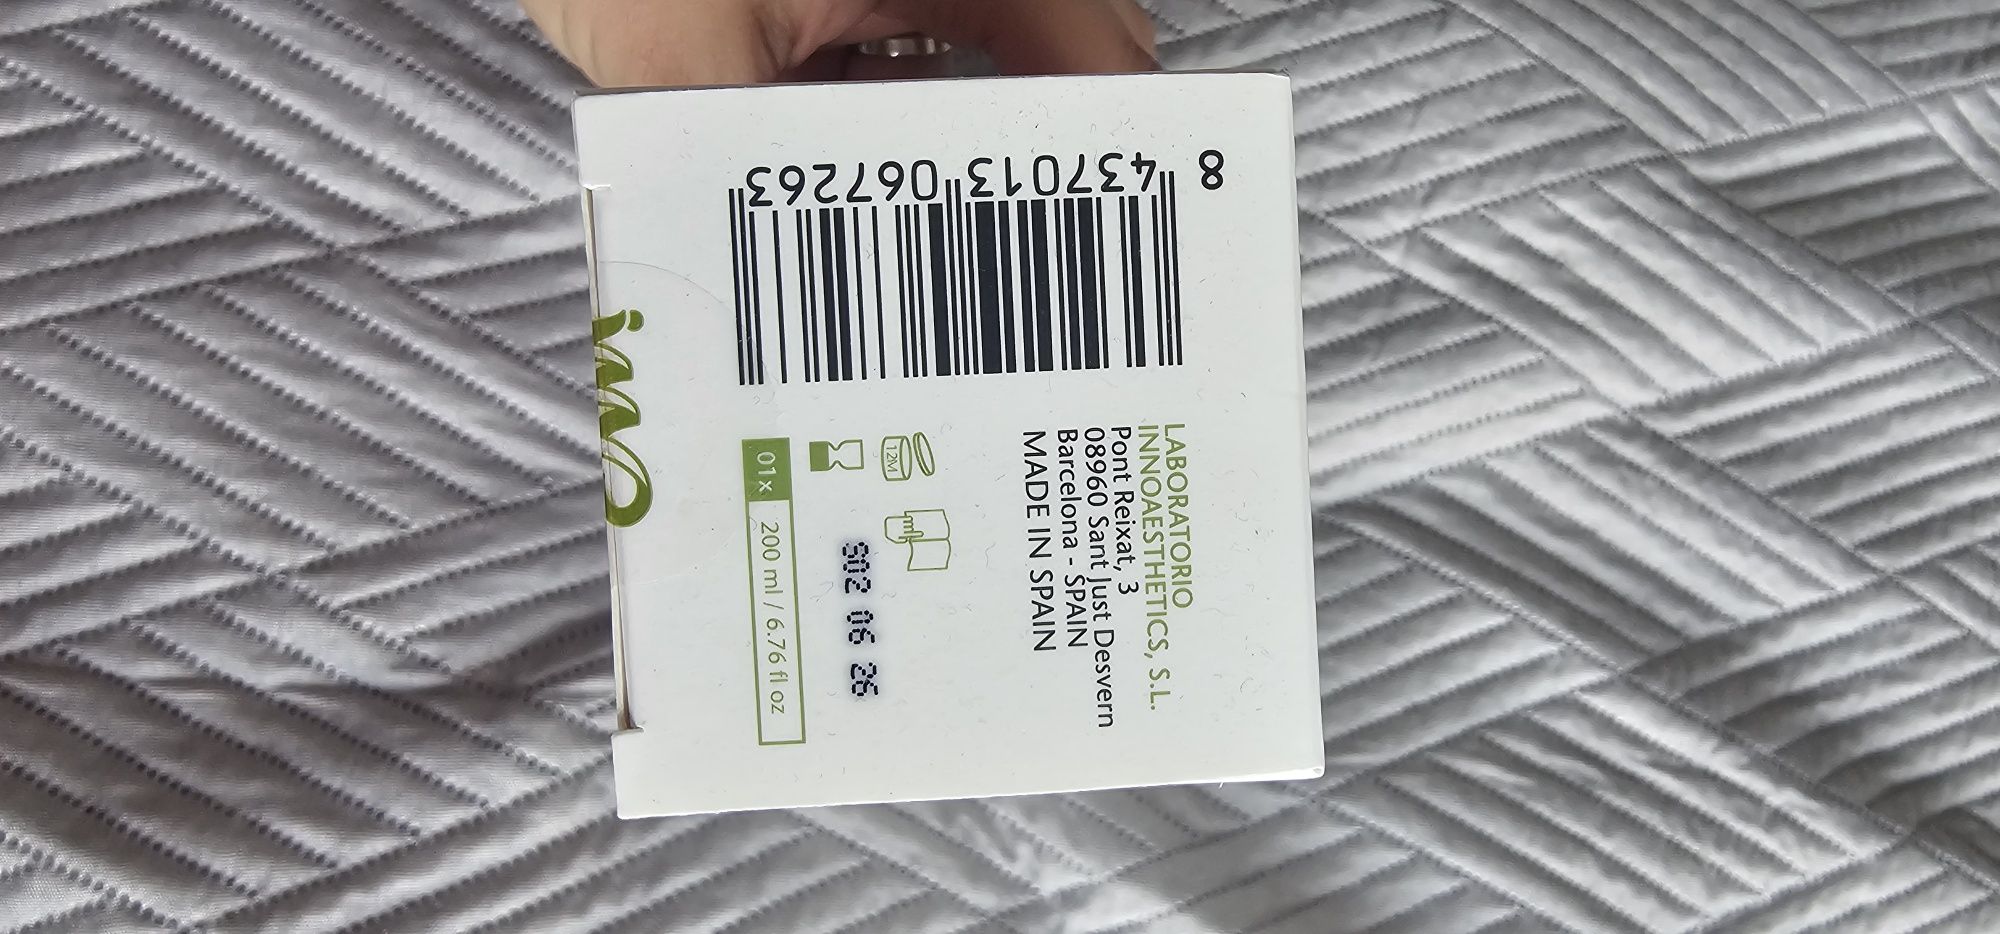 8 437013 067263
LABORATORIO
INNOAESTHETICS, S.L.
Pont Reixat, 3
08960 Sant Just Desvern
Barcelona - SPAIN
MADE IN SPAIN
12M
S02 06 26
01x 200 ml / 6.76 fl oz